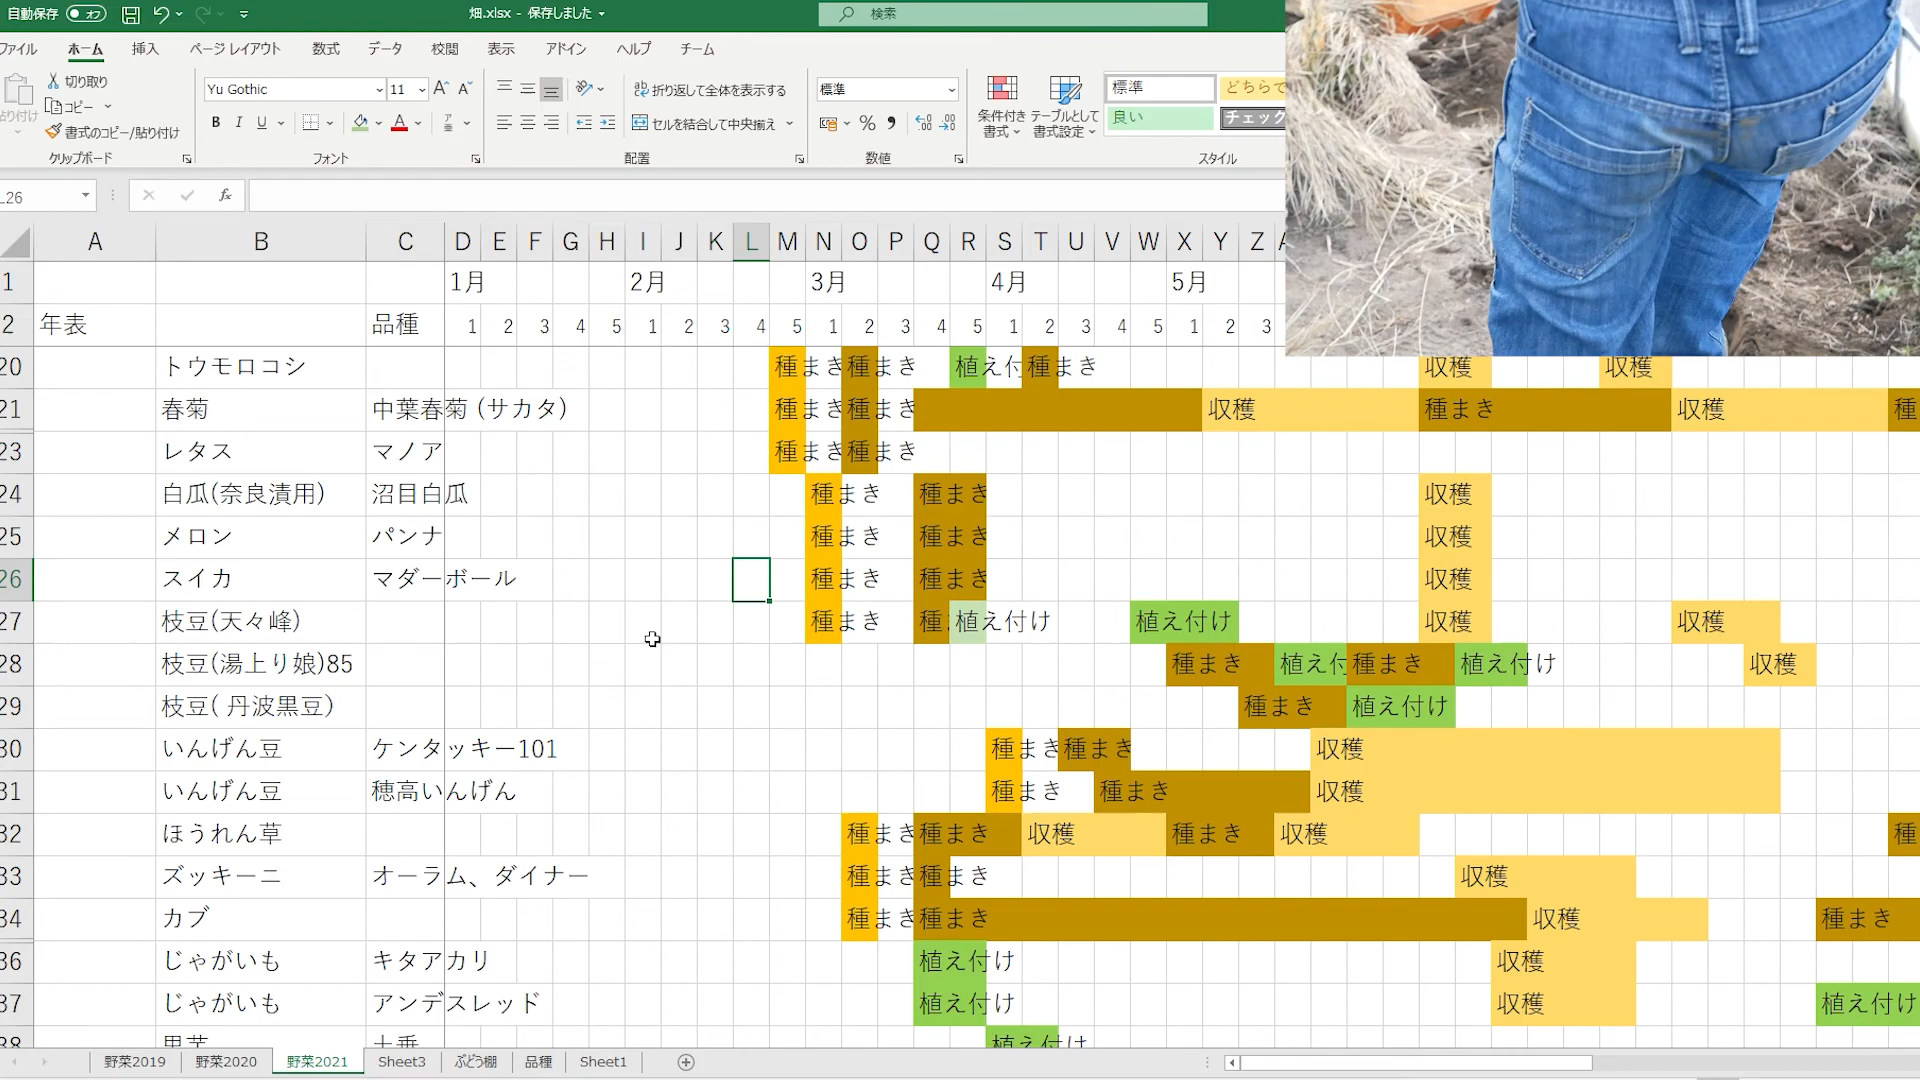 自動保存 オフ 畑.xlsx - 保存しました 検索
ファイル ホーム 挿入 ページ レイアウト 数式 データ 校閲 表示 アドイン ヘルプ チーム
切り取り
コピー
書式のコピー/貼り付け
クリップボード
Yu Gothic 11
B I U
フォント
折り返して全体を表示する
セルを結合して中央揃え
配置
標準
数値
条件付き書式
テーブルとして書式設定
標準 どちらで
良い チェック
スタイル
L26 fx
A B C D E F G H I J K L M N O P Q R S T U V W X Y Z
1 1月 2月 3月 4月 5月
2 年表 品種 1 2 3 4 5 1 2 3 4 5 1 2 3 4 5 1 2 3 4 5 1 2 3
20 トウモロコシ 種まき 種まき 植え付 種まき 収穫 収穫
21 春菊 中葉春菊 (サカタ) 種まき 種まき 収穫 種まき 収穫 種
23 レタス マノア 種まき 種まき
24 白瓜(奈良漬用) 沼目白瓜 種まき 種まき 収穫
25 メロン パンナ 種まき 種まき 収穫
26 スイカ マダーボール 種まき 種まき 収穫
27 枝豆(天々峰) 種まき 種 植え付け 植え付け 収穫 収穫
28 枝豆(湯上り娘)85 種まき 植え付 種まき 植え付け 収穫
29 枝豆( 丹波黒豆) 種まき 植え付け
30 いんげん豆 ケンタッキー101 種まき 種まき 収穫
31 いんげん豆 穂高いんげん 種まき 種まき 収穫
32 ほうれん草 種まき 種まき 収穫 種まき 収穫 種
33 ズッキーニ オーラム、ダイナー 種まき 種まき 収穫
34 カブ 種まき 種まき 収穫 種まき
36 じゃがいも キタアカリ 植え付け 収穫
37 じゃがいも アンデスレッド 植え付け 収穫 植え付け
38 里芋 土垂 植え付け
野菜2019 野菜2020 野菜2021 Sheet3 ぶどう棚 品種 Sheet1